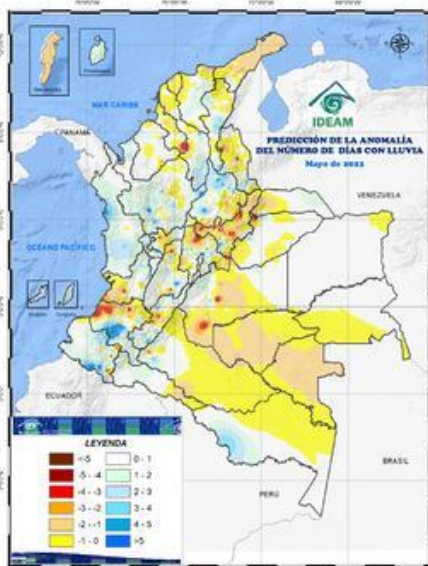 MAR CARIBE
IDEAM
PREDICCIÓN DE LA ANOMALÍA
DEL NÚMERO DE DÍAS CON LLUVIA
Mayo de 2022
PANAMÁ
VENEZUELA
OCEANO PACIFICO
ECUADOR
BRASIL
PERÚ
LEYENDA
<-5
-5 - -4
-4 - -3
-3 - -2
-2 - -1
-1 - 0
0 - 1
1 - 2
2 - 3
3 - 4
4 - 5
>5